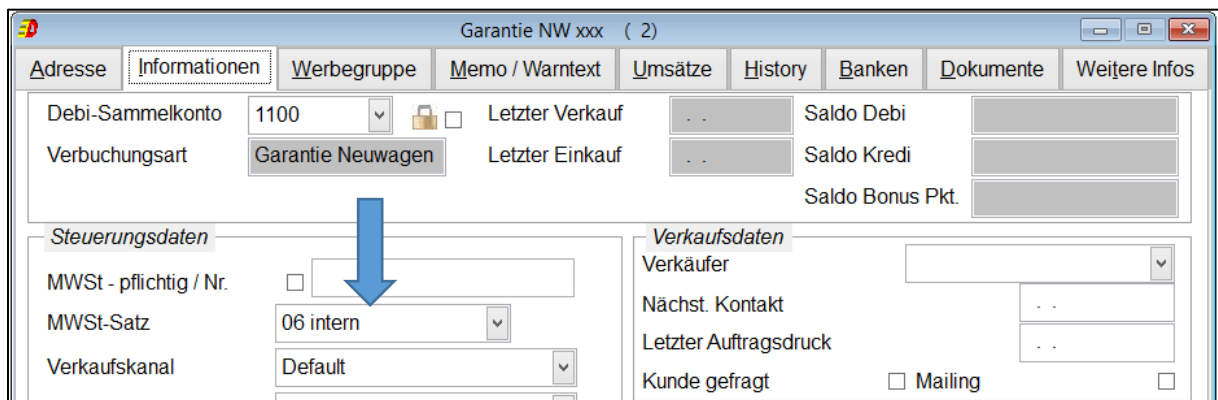 Garantie NW xxx ( 2)
Adresse Informationen Werbegruppe Memo / Warntext Umsätze History Banken Dokumente Weitere Infos
Debi-Sammelkonto 1100 Letzter Verkauf . . Saldo Debi
Verbuchungsart Garantie Neuwagen Letzter Einkauf . . Saldo Kredi
Saldo Bonus Pkt.
Steuerungsdaten
MWSt - pflichtig / Nr.
MWSt-Satz 06 intern
Verkaufskanal Default
Verkaufsdaten
Verkäufer
Nächst. Kontakt . .
Letzter Auftragsdruck . .
Kunde gefragt Mailing